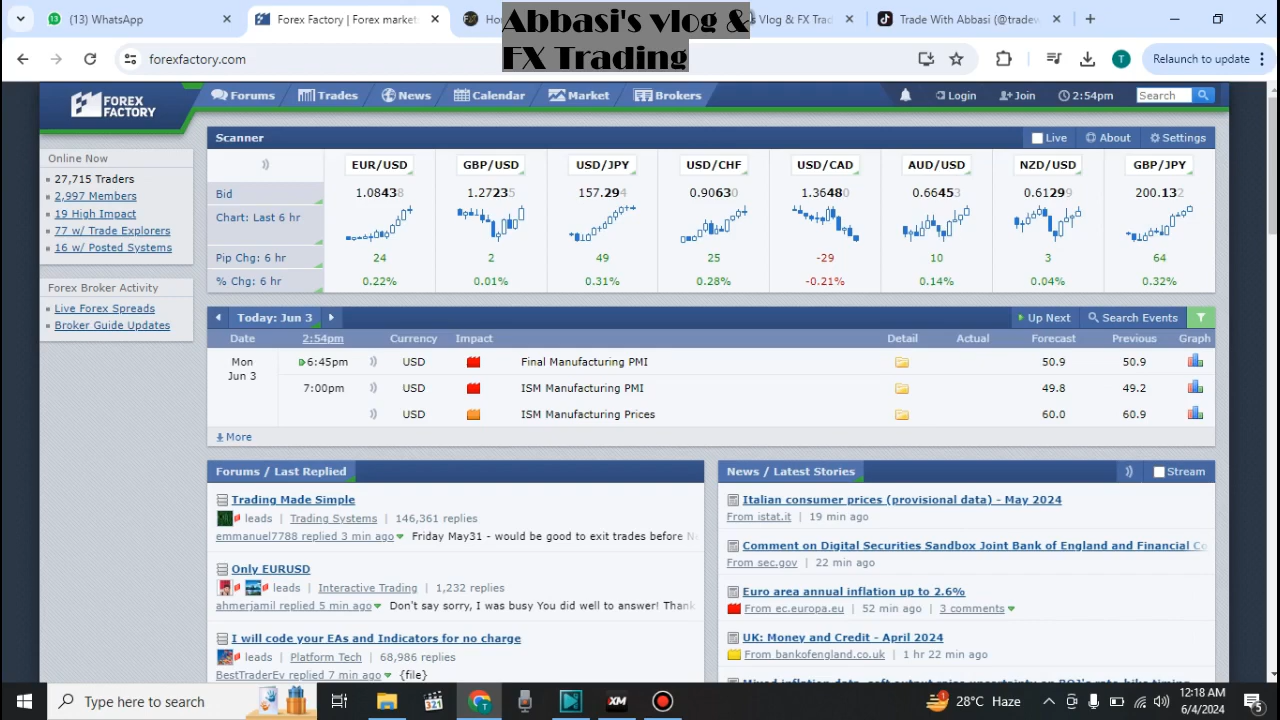 (13) WhatsApp
Forex Factory | Forex market
Abbasi's vlog &
FX Trading
Vlog & FX Trad
Trade With Abbasi (@tradew
forexfactory.com
T
Relaunch to update
FOREX
FACTORY
Forums
Trades
News
Calendar
Market
Brokers
Login
Join
2:54pm
Search
Online Now
27,715 Traders
2,997 Members
19 High Impact
77 w/ Trade Explorers
16 w/ Posted Systems
Forex Broker Activity
Live Forex Spreads
Broker Guide Updates
Scanner
Live
About
Settings
EUR/USD GBP/USD USD/JPY USD/CHF USD/CAD AUD/USD NZD/USD GBP/JPY
Bid 1.08438 1.27235 157.294 0.90630 1.36480 0.66453 0.61299 200.132
Chart: Last 6 hr
Pip Chg: 6 hr 24 2 49 25 -29 10 3 64
% Chg: 6 hr 0.22% 0.01% 0.31% 0.28% -0.21% 0.14% 0.04% 0.32%
Today: Jun 3
Up Next
Search Events
Date 2:54pm Currency Impact Detail Actual Forecast Previous Graph
Mon
Jun 3
6:45pm USD Final Manufacturing PMI 50.9 50.9
7:00pm USD ISM Manufacturing PMI 49.8 49.2
USD ISM Manufacturing Prices 60.0 60.9
More
Forums / Last Replied
Trading Made Simple
leads | Trading Systems | 146,361 replies
emmanuel7788 replied 3 min ago Friday May31 - would be good to exit trades before N
Only EURUSD
leads | Interactive Trading | 1,232 replies
ahmerjamil replied 5 min ago Don't say sorry, I was busy You did well to answer! Thank
I will code your EAs and Indicators for no charge
leads | Platform Tech | 68,986 replies
BestTraderEv replied 7 min ago {file}
News / Latest Stories
Stream
Italian consumer prices (provisional data) - May 2024
From istat.it | 19 min ago
Comment on Digital Securities Sandbox Joint Bank of England and Financial Co
From sec.gov | 22 min ago
Euro area annual inflation up to 2.6%
From ec.europa.eu | 52 min ago | 3 comments
UK: Money and Credit - April 2024
From bankofengland.co.uk | 1 hr 22 min ago
Type here to search
321
XM
28°C Haze
12:18 AM
6/4/2024
5